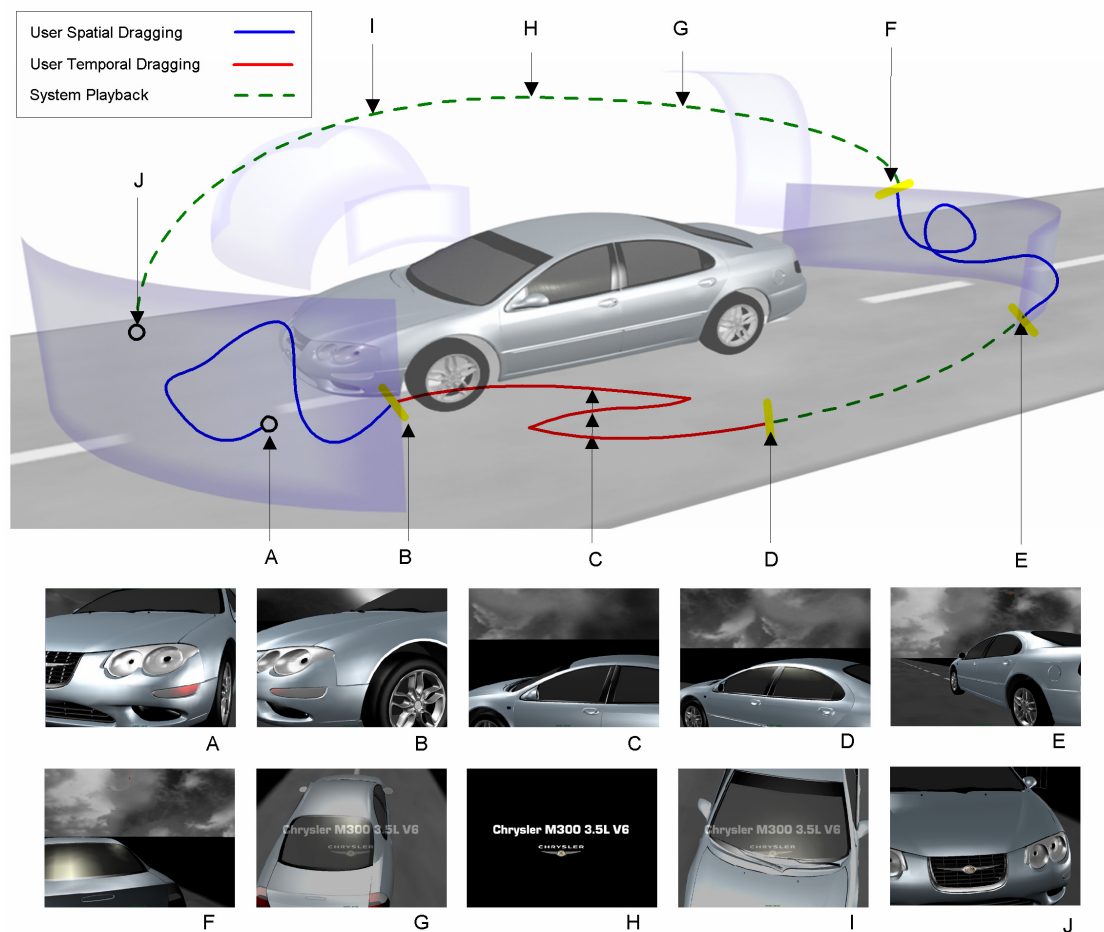 User Spatial Dragging
User Temporal Dragging
System Playback
I
H
G
F
J
A
B
C
D
E
A
B
C
D
E
Chrysler M300 3.5L V6
CHRYSLER
Chrysler M300 3.5L V6
CHRYSLER
Chrysler M300 3.5L V6
CHRYSLER
F
G
H
I
J